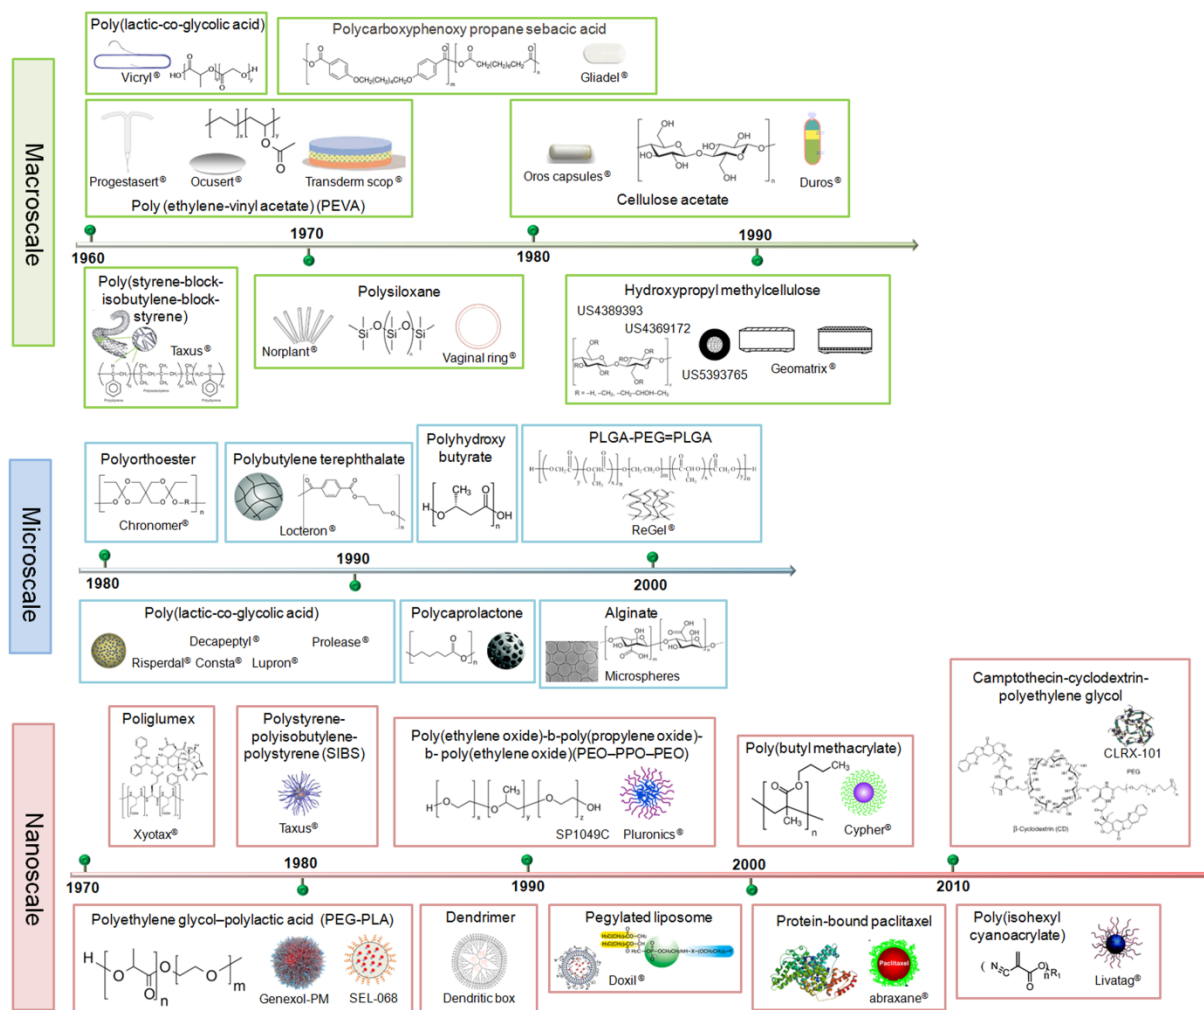 Macroscale
Poly(lactic-co-glycolic acid)
Vicryl®
Polycarboxyphenoxy propane sebacic acid
Gliadel®
Progestasert®
Ocusert®
Transderm scop®
Poly (ethylene-vinyl acetate) (PEVA)
Oros capsules®
Duros®
Cellulose acetate
1960
1970
1980
1990
Poly(styrene-block-
isobutylene-block-
styrene)
Taxus®
Polysiloxane
Norplant®
Vaginal ring®
Hydroxypropyl methylcellulose
US4389393
US4369172
US5393765
Geomatrix®
R = –H, –CH₃, –CH₂CHOH–CH₃
Microscale
Polyorthoester
Chronomer®
Polybutylene terephthalate
Locteron®
Polyhydroxy
butyrate
PLGA-PEG=PLGA
ReGel®
1980
1990
2000
Poly(lactic-co-glycolic acid)
Decapeptyl®
Prolease®
Risperdal® Consta® Lupron®
Polycaprolactone
Alginate
Microspheres
Nanoscale
Poliglumex
Xyotax®
Polystyrene-
polyisobutylene-
polystyrene (SIBS)
Taxus®
Poly(ethylene oxide)-b-poly(propylene oxide)-
b- poly(ethylene oxide)(PEO–PPO–PEO)
SP1049C
Pluronics®
Poly(butyl methacrylate)
Cypher®
Camptothecin-cyclodextrin-
polyethylene glycol
CLRX-101
PEG
β-Cyclodextrin (CD)
1970
1980
1990
2000
2010
Polyethylene glycol–polylactic acid (PEG-PLA)
Genexol-PM
SEL-068
Dendrimer
Dendritic box
Pegylated liposome
Doxil®
Protein-bound paclitaxel
Paclitaxel
abraxane®
Poly(isohexyl
cyanoacrylate)
Livatag®